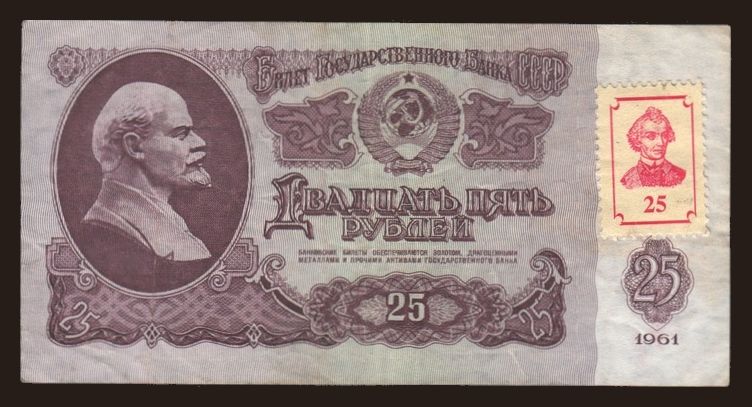 Билет Государственного Банка СССР
Двадцать пять
рублей
БАНКОВСКИЕ БИЛЕТЫ ОБЕСПЕЧИВАЮТСЯ ЗОЛОТОМ, ДРАГОЦЕННЫМИ
МЕТАЛЛАМИ И ПРОЧИМИ АКТИВАМИ ГОСУДАРСТВЕННОГО БАНКА
25
25
25
25
25
1961